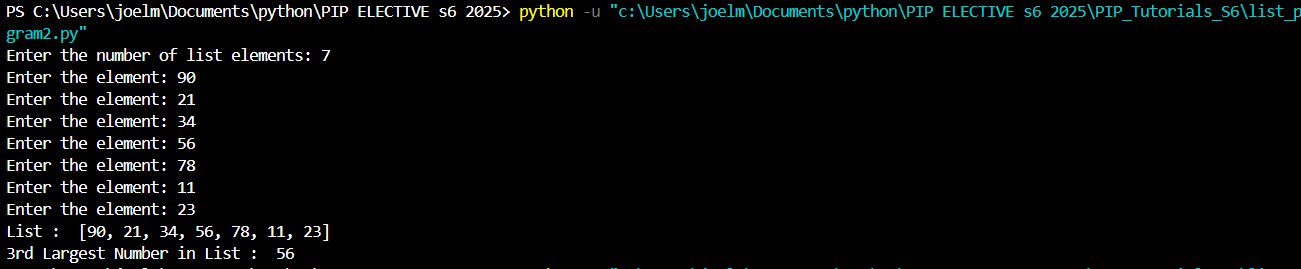 PS C:\Users\joelm\Documents\python\PIP ELECTIVE s6 2025> python -u "c:\Users\joelm\Documents\python\PIP ELECTIVE s6 2025\PIP_Tutorials_S6\list_p
gram2.py"
Enter the number of list elements: 7
Enter the element: 90
Enter the element: 21
Enter the element: 34
Enter the element: 56
Enter the element: 78
Enter the element: 11
Enter the element: 23
List :  [90, 21, 34, 56, 78, 11, 23]
3rd Largest Number in List :  56